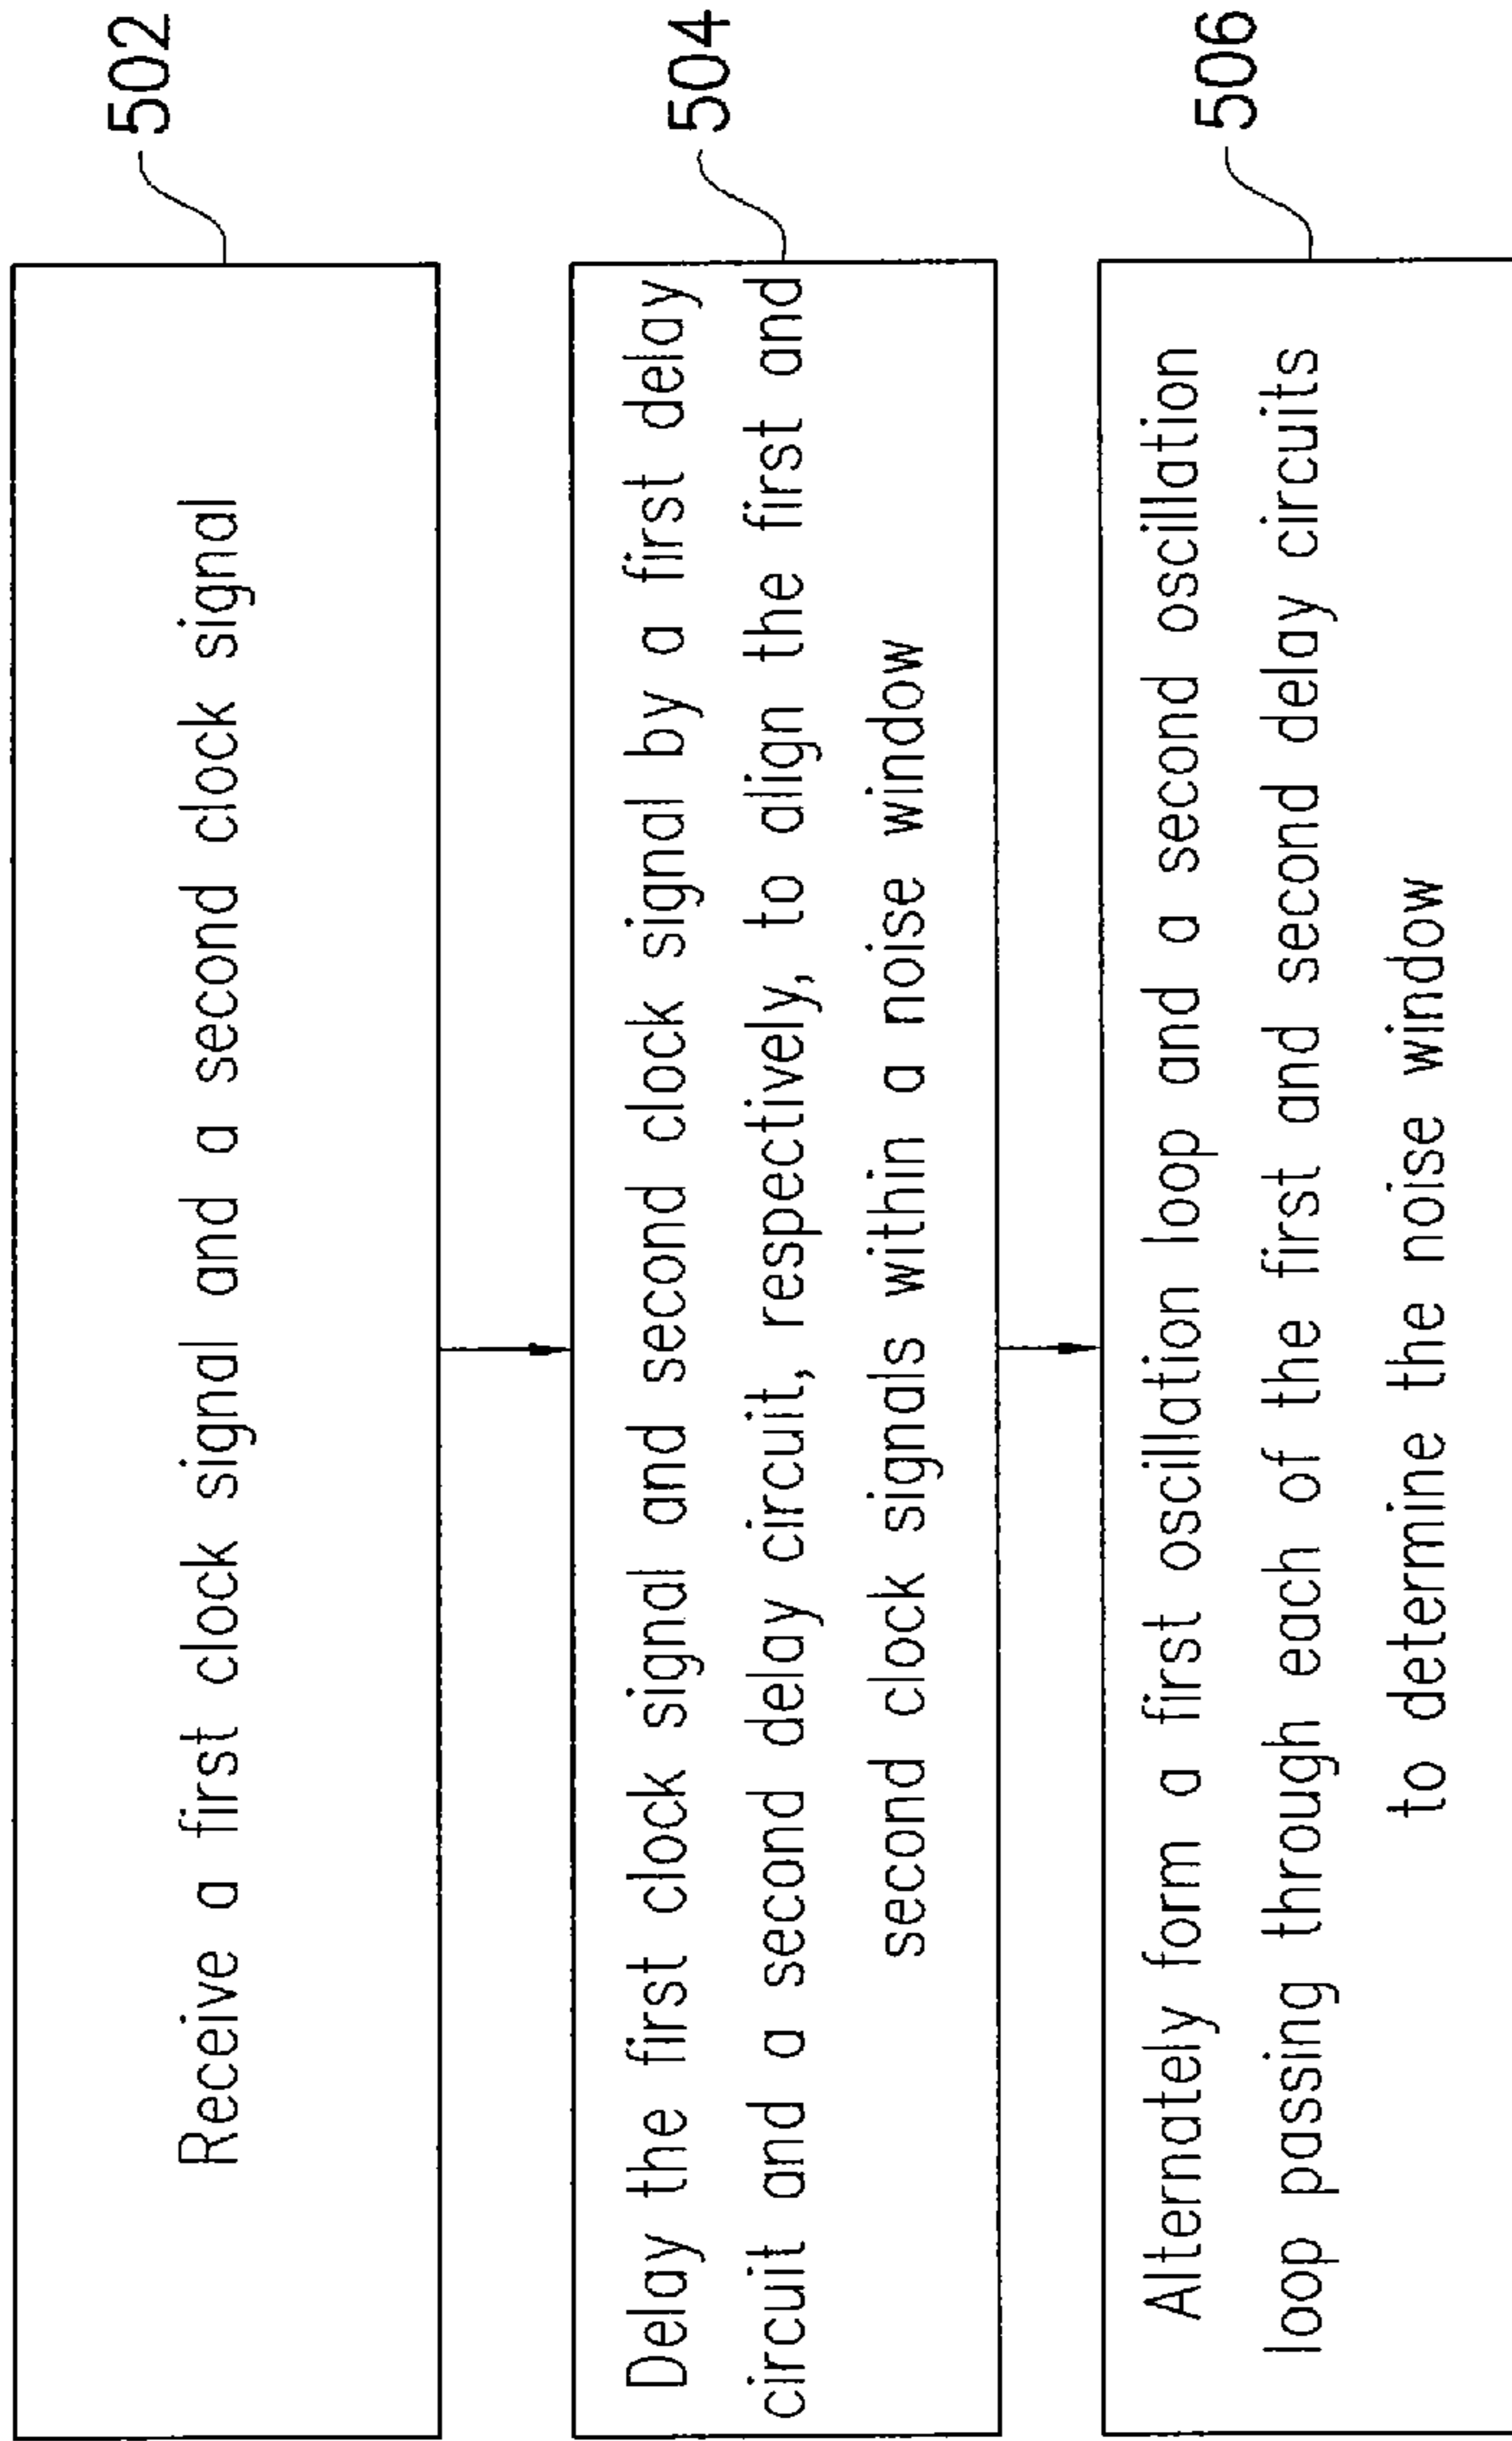 Receive a first clock signal and a second clock signal
502
Delay the first clock signal and second clock signal by a first delay
circuit and a second delay circuit, respectively, to align the first and
second clock signals within a noise window
504
Alternately form a first oscillation loop and a second oscillation
loop passing through each of the first and second delay circuits
to determine the noise window
506